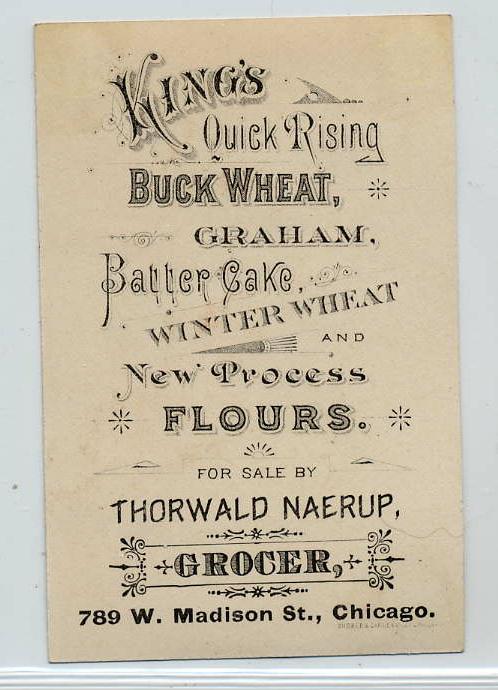 KING'S
Quick Rising
BUCK WHEAT,
GRAHAM,
Batter Cake,
WINTER WHEAT
AND
New Process
FLOURS.
FOR SALE BY
THORWALD NAERUP,
GROCER,
789 W. Madison St., Chicago.